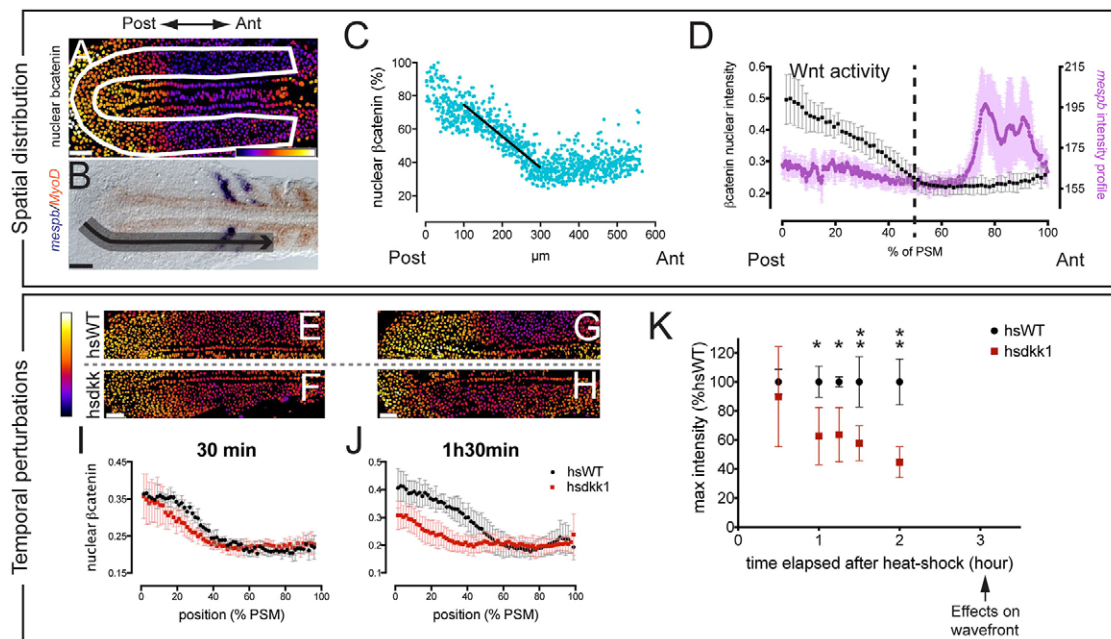 Spatial distribution
Post Ant
A
nuclear bcatenin
B
mespb/MyoD
C
nuclear βcatenin (%)
100
80
60
40
20
0 100 200 300 400 500 600
Post µm Ant
D
Wnt activity
βcatenin nuclear intensity
0.6
0.5
0.4
0.3
0.2
215
195
175
155
mespb intensity profile
0 20 40 60 80 100
% of PSM
Post Ant
Temporal perturbations
hsWT
E
G
hsdkk
F
H
I
30 min
nuclear βcatenin
0.45
0.35
0.25
0.15
0 20 40 60 80 100
position (% PSM)
J
1h30min
hsWT
hsdkk1
0.5
0.4
0.3
0.2
0.1
0 20 40 60 80 100
position (% PSM)
K
hsWT
hsdkk1
* * * *
* *
max intensity (%hsWT)
120
100
80
60
40
20
0
1 2 3
time elapsed after heat-shock (hour)
Effects on
wavefront